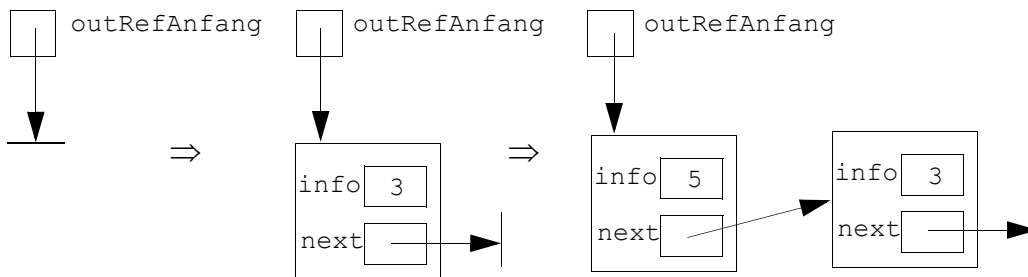 outRefAnfang
outRefAnfang
outRefAnfang
⇒
⇒
info 3
next
info 5
next
info 3
next